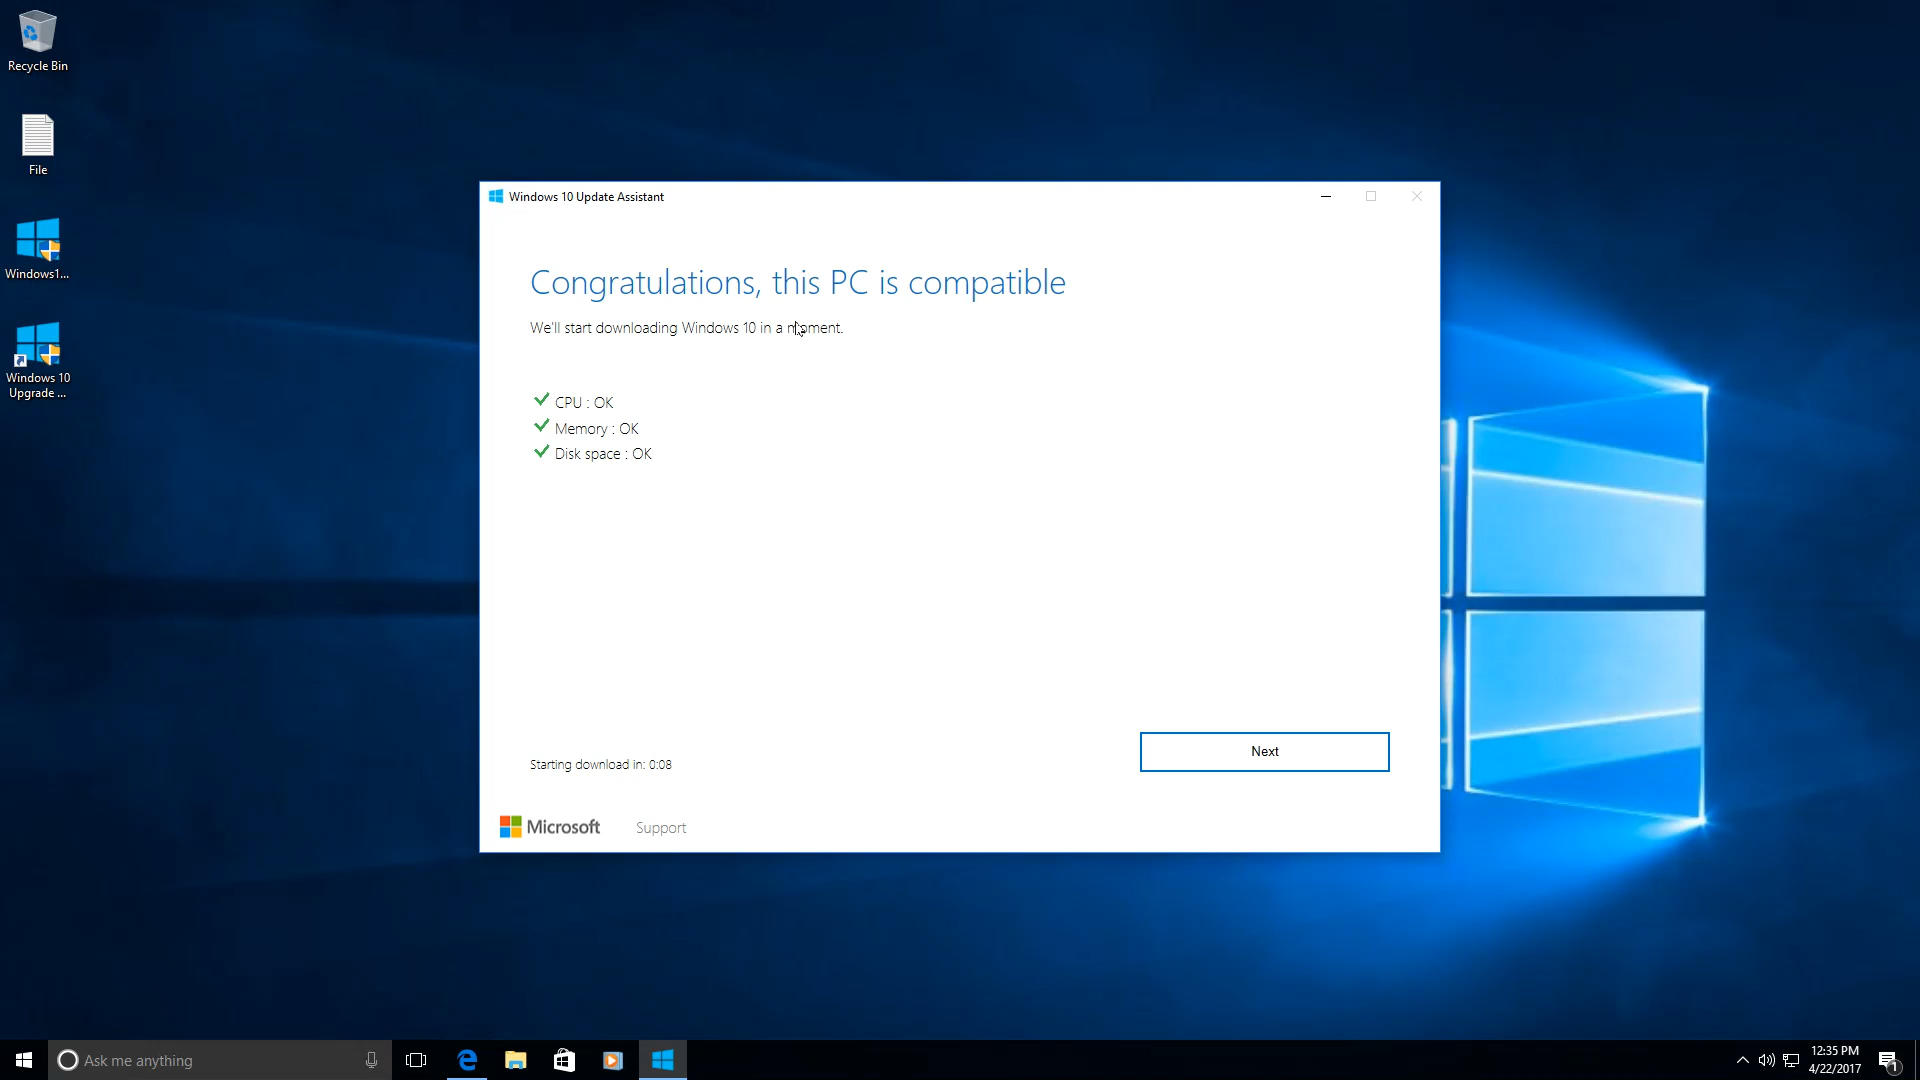 Recycle Bin
File
Windows1...
Windows 10
Upgrade ...
Windows 10 Update Assistant
Congratulations, this PC is compatible
We'll start downloading Windows 10 in a moment.
CPU : OK
Memory : OK
Disk space : OK
Next
Starting download in: 0:08
Microsoft
Support
Ask me anything
12:35 PM
4/22/2017
1